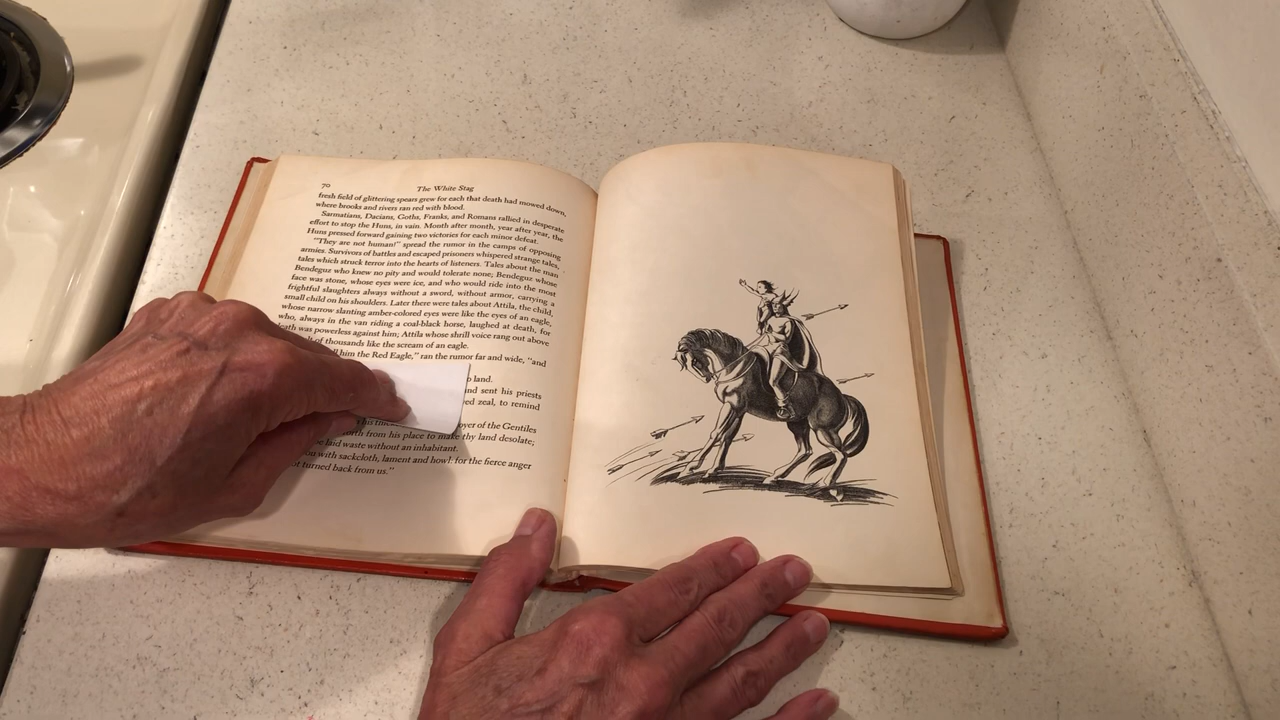 70
The White Stag
fresh field of glittering spears grew for each that death had mowed down,
where brooks and rivers ran red with blood.
Sarmatians, Dacians, Goths, Franks, and Romans rallied in desperate
effort to stop the Huns, in vain. Month after month, year after year, the
Huns pressed forward gaining two victories for each minor defeat.
"They are not human!" spread the rumor in the camps of opposing
armies. Survivors of battles and escaped prisoners whispered strange tales,
tales which struck terror into the hearts of listeners. Tales about the man
Bendeguz who knew no pity and would tolerate none; Bendeguz whose
face was stone, whose eyes were ice, and who would ride into the most
frightful slaughters always without a sword, without armor, carrying a
small child on his shoulders. Later there were tales about Attila, the child,
whose narrow slanting amber-colored eyes were like the eyes of an eagle,
who, always in the van riding a coal-black horse, laughed at death, for
death was powerless against him; Attila whose shrill voice rang out above
of thousands like the scream of an eagle.
him the Red Eagle," ran the rumor far and wide, "and
land.
and sent his priests
zeal, to remind
his of the Gentiles
forth from his place to make thy land desolate;
be laid waste without an inhabitant.
you with sackcloth, lament and howl: for the fierce anger
not turned back from us."